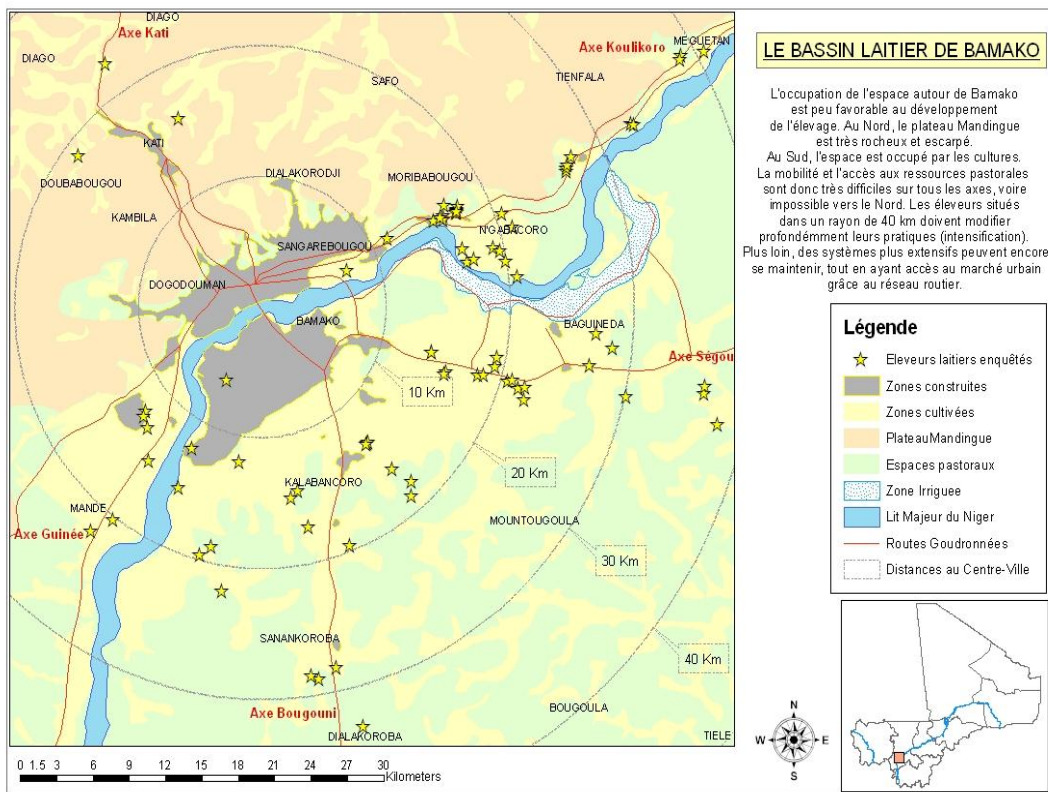 LE BASSIN LAITIER DE BAMAKO
L'occupation de l'espace autour de Bamako
est peu favorable au développement
de l'élevage. Au Nord, le plateau Mandingue
est très rocheux et escarpé.
Au Sud, l'espace est occupé par les cultures.
La mobilité et l'accès aux ressources pastorales
sont donc très difficiles sur tous les axes, voire
impossible vers le Nord. Les éleveurs situés
dans un rayon de 40 km doivent modifier
profondémment leurs pratiques (intensification).
Plus loin, des systèmes plus extensifs peuvent encore
se maintenir, tout en ayant accès au marché urbain
grâce au réseau routier.
Légende
Eleveurs laitiers enquêtés
Zones construites
Zones cultivées
PlateauMandingue
Espaces pastoraux
Zone Irriguee
Lit Majeur du Niger
Routes Goudronnées
Distances au Centre-Ville
DIAGO
Axe Kati
DIAGO
SAFO
Axe Koulikoro
MEGUETAN
TIENFALA
KATI
DOUBABOUGOU
DIALAKORODJI
MORIBABOUGOU
KAMBILA
SANGAREBOUGOU
N'GABACORO
DOGODOUMAN
BAMAKO
BAGUINEDA
Axe Ségou
10 Km
20 Km
30 Km
40 Km
KALABANCORO
MOUNTOUGOULA
MANDE
Axe Guinée
SANANKOROBA
Axe Bougouni
BOUGOULA
DIALAKOROBA
TIELE
N
W
E
S
0 1.5 3 6 9 12 15 18 21 24 27 30
Kilometers